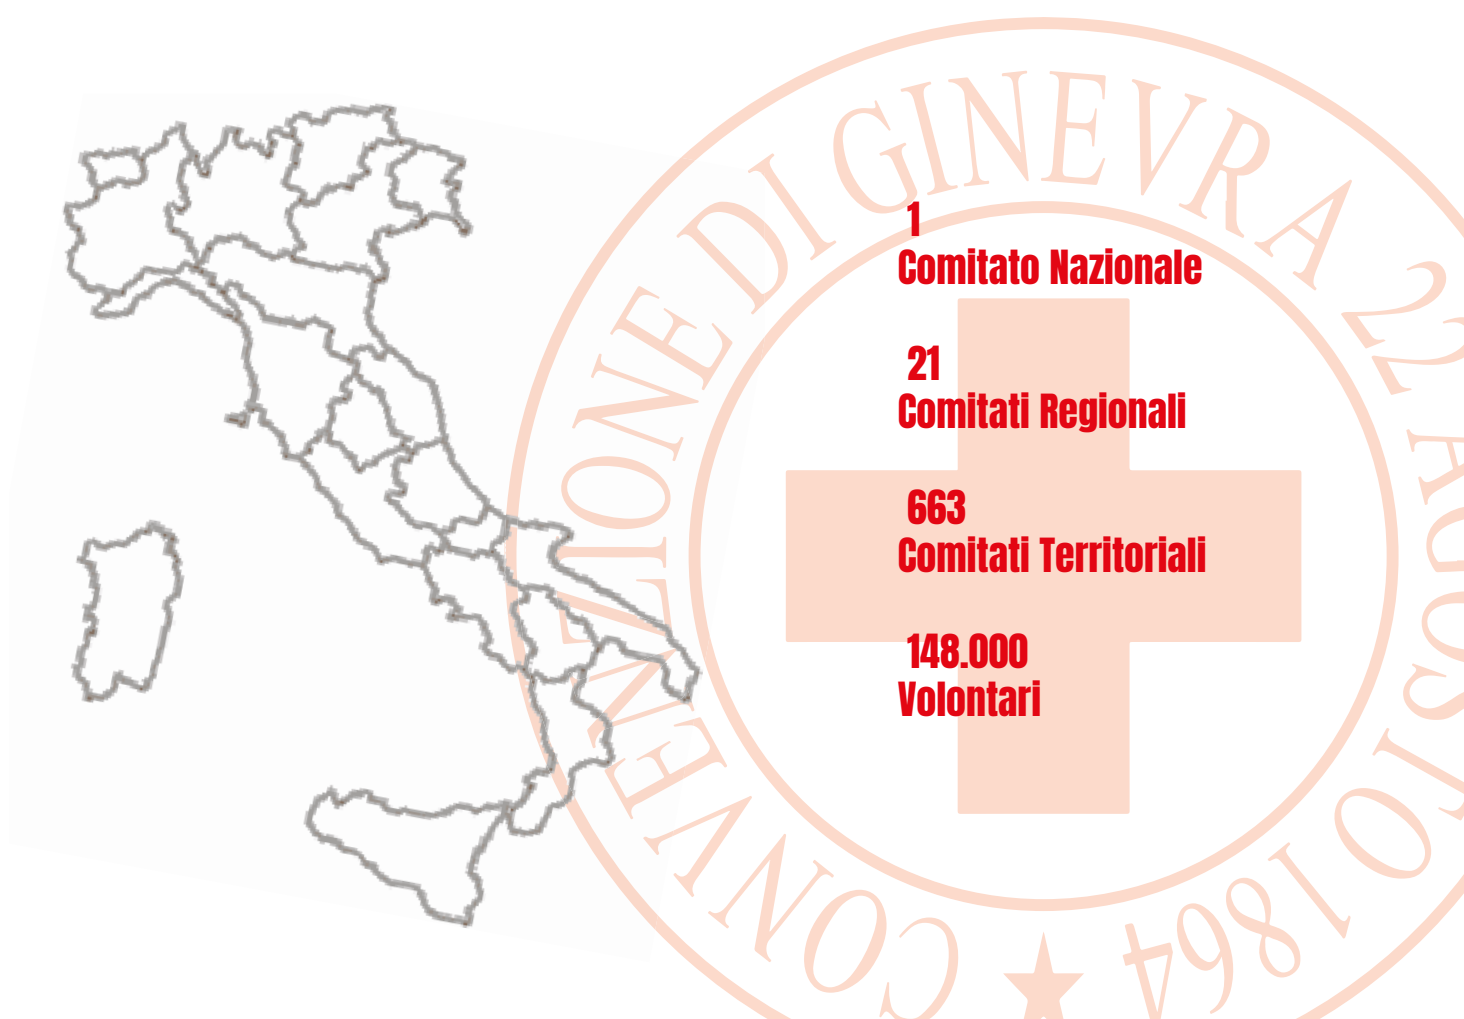 1
Comitato Nazionale
21
Comitati Regionali
663
Comitati Territoriali
148.000
Volontari
CONVENZIONE DI GINEVRA 22 AGOSTO 1864